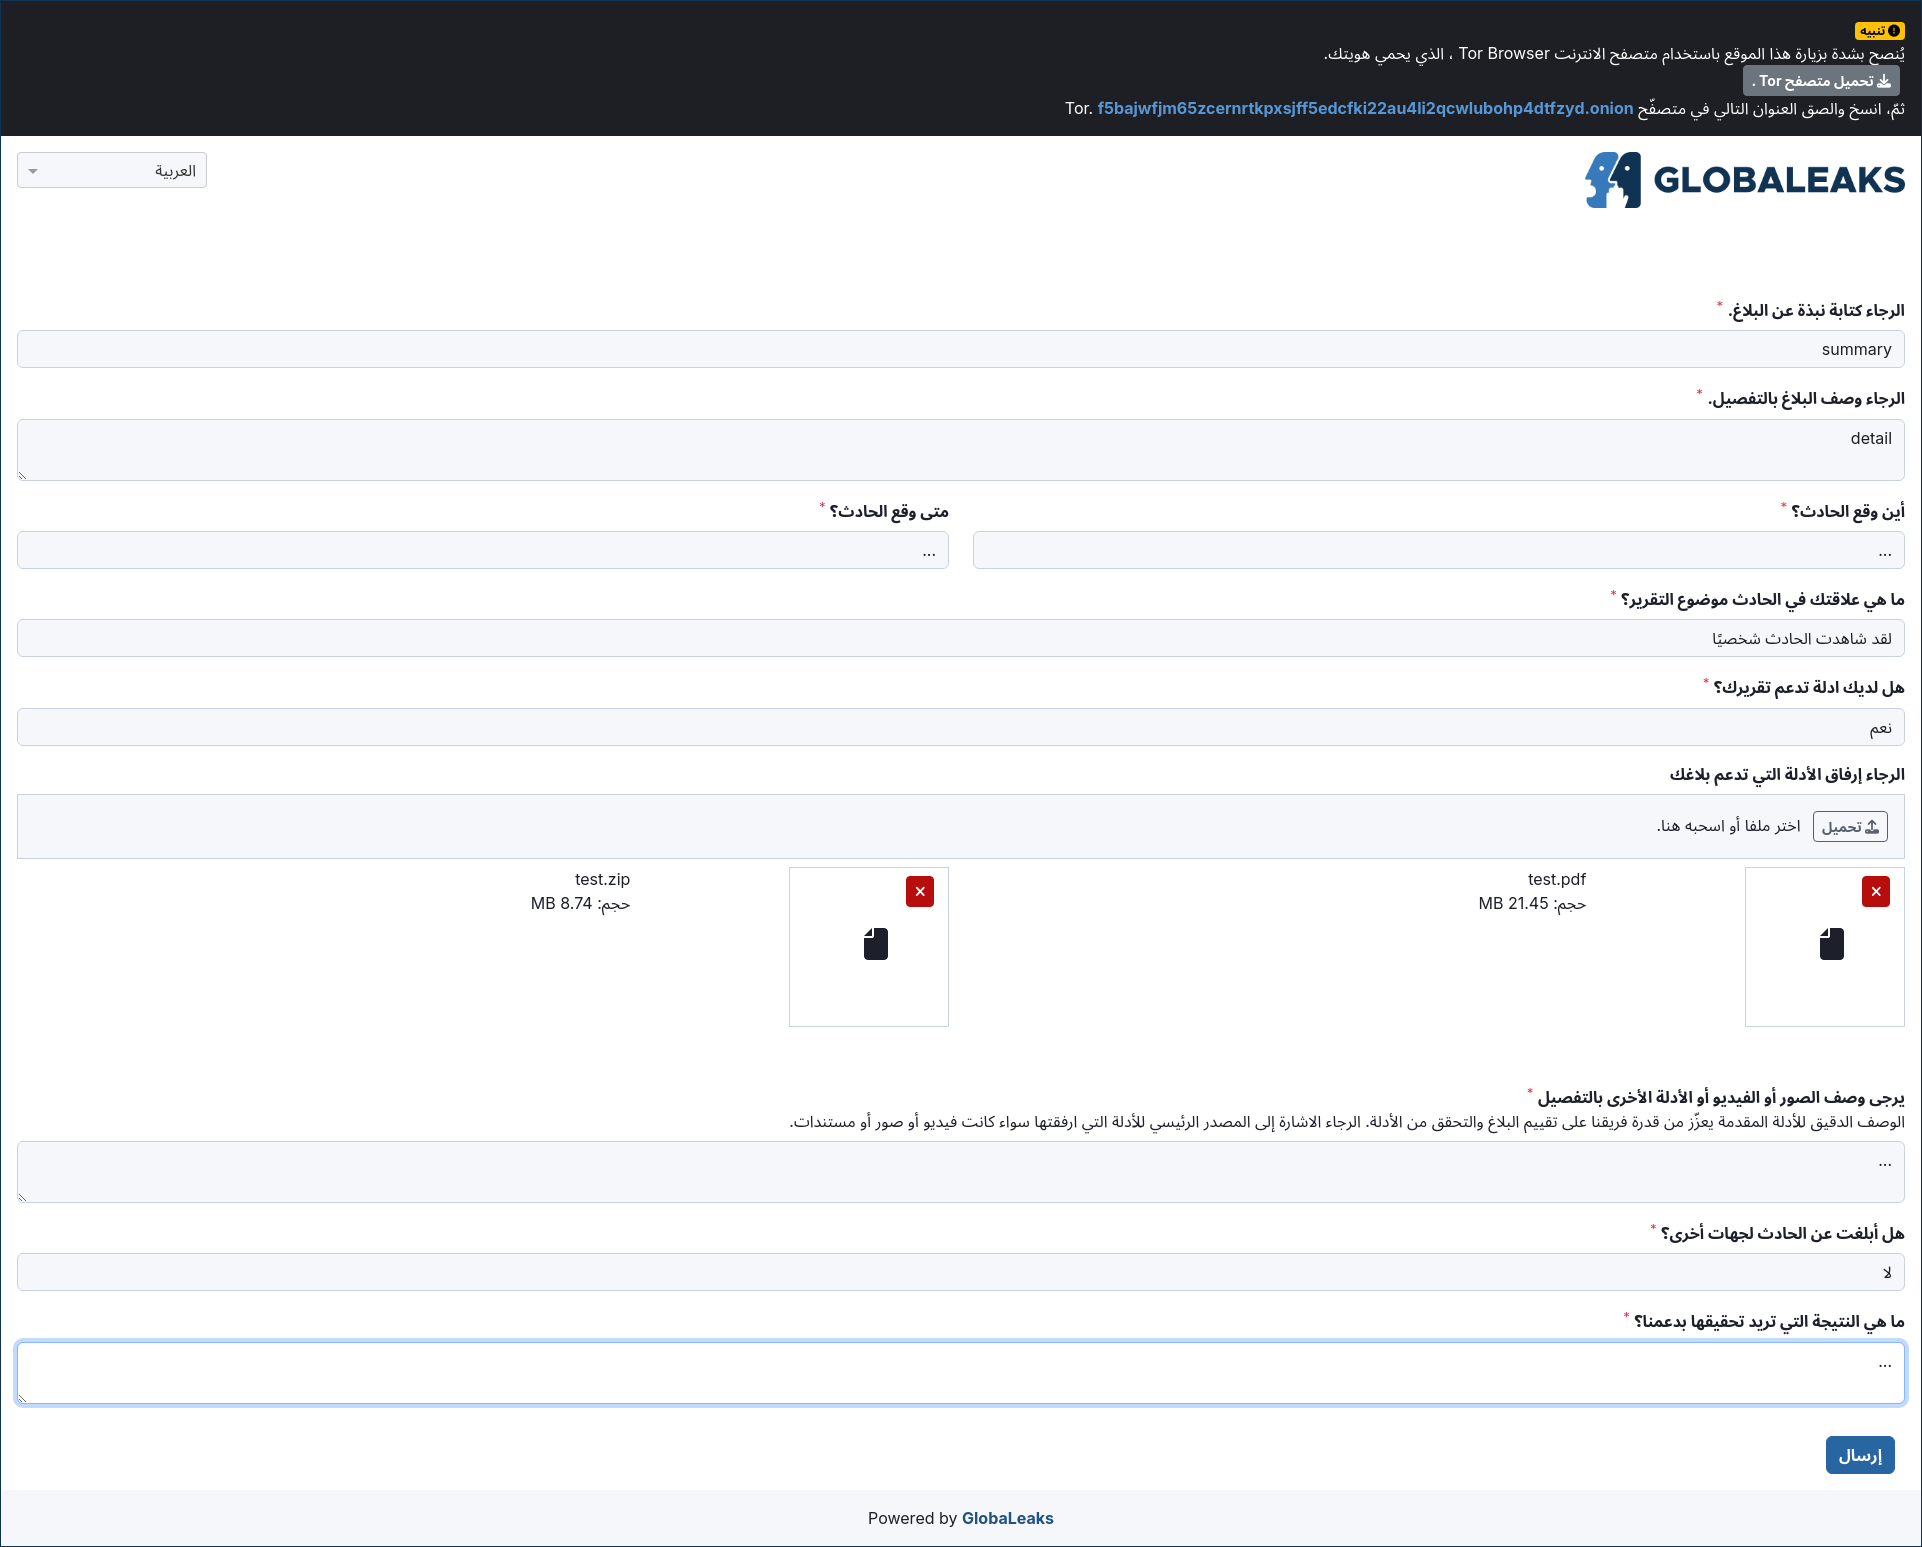 تنبيه
يُنصح بشدة بزيارة هذا الموقع باستخدام متصفح الانترنت Tor Browser ، الذي يحمي هويتك.
تحميل متصفح Tor .
ثمّ، انسخ والصق العنوان التالي في متصفّح Tor. f5bajwfjm65zcernrtkpxsjff5edcfki22au4li2qcwlubohp4dtfzyd.onion
GLOBALEAKS
العربية
الرجاء كتابة نبذة عن البلاغ. *
summary
الرجاء وصف البلاغ بالتفصيل. *
detail
أين وقع الحادث؟ *
...
متى وقع الحادث؟ *
...
ما هي علاقتك في الحادث موضوع التقرير؟ *
لقد شاهدت الحادث شخصيًا
هل لديك ادلة تدعم تقريرك؟ *
نعم
الرجاء إرفاق الأدلة التي تدعم بلاغك
تحميل اختر ملفا أو اسحبه هنا.
test.pdf
حجم: 21.45 MB
test.zip
حجم: 8.74 MB
يرجى وصف الصور أو الفيديو أو الأدلة الأخرى بالتفصيل *
الوصف الدقيق للأدلة المقدمة يعزّز من قدرة فريقنا على تقييم البلاغ والتحقق من الأدلة. الرجاء الاشارة إلى المصدر الرئيسي للأدلة التي ارفقتها سواء كانت فيديو أو صور أو مستندات.
...
هل أبلغت عن الحادث لجهات أخرى؟ *
لا
ما هي النتيجة التي تريد تحقيقها بدعمنا؟ *
...
إرسال
Powered by GlobaLeaks